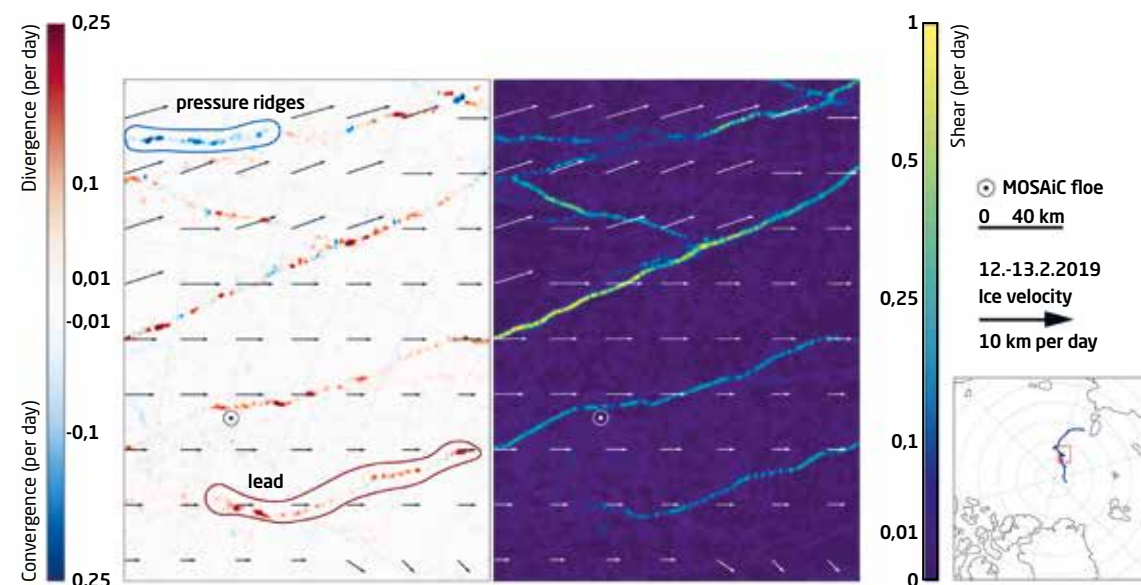 0,25
Divergence (per day)
0,1
0,01
-0,01
-0,1
Convergence (per day)
0,25
pressure ridges
lead
1
Shear (per day)
0,5
0,25
0,1
0,01
0
MOSAiC floe
0 40 km
12.-13.2.2019
Ice velocity
10 km per day